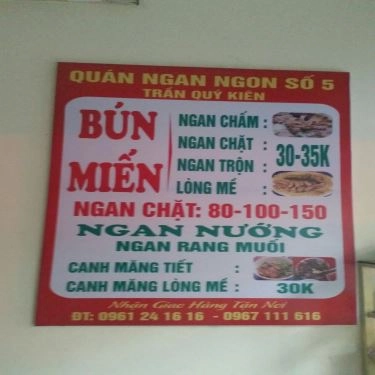 QUÁN NGAN NGON SỐ 5
TRẦN QUÝ KIÊN
BÚN
MIẾN
NGAN CHẤM :
NGAN CHẶT :
NGAN TRỘN :
LÒNG MỀ :
30-35K
NGAN CHẶT: 80-100-150
NGAN NƯỚNG
NGAN RANG MUỐI
CANH MĂNG TIẾT :
CANH MĂNG LÒNG MỀ :
30K
Nhận Giao Hàng Tận Nơi
ĐT: 0961 24 16 16 - 0967 111 616